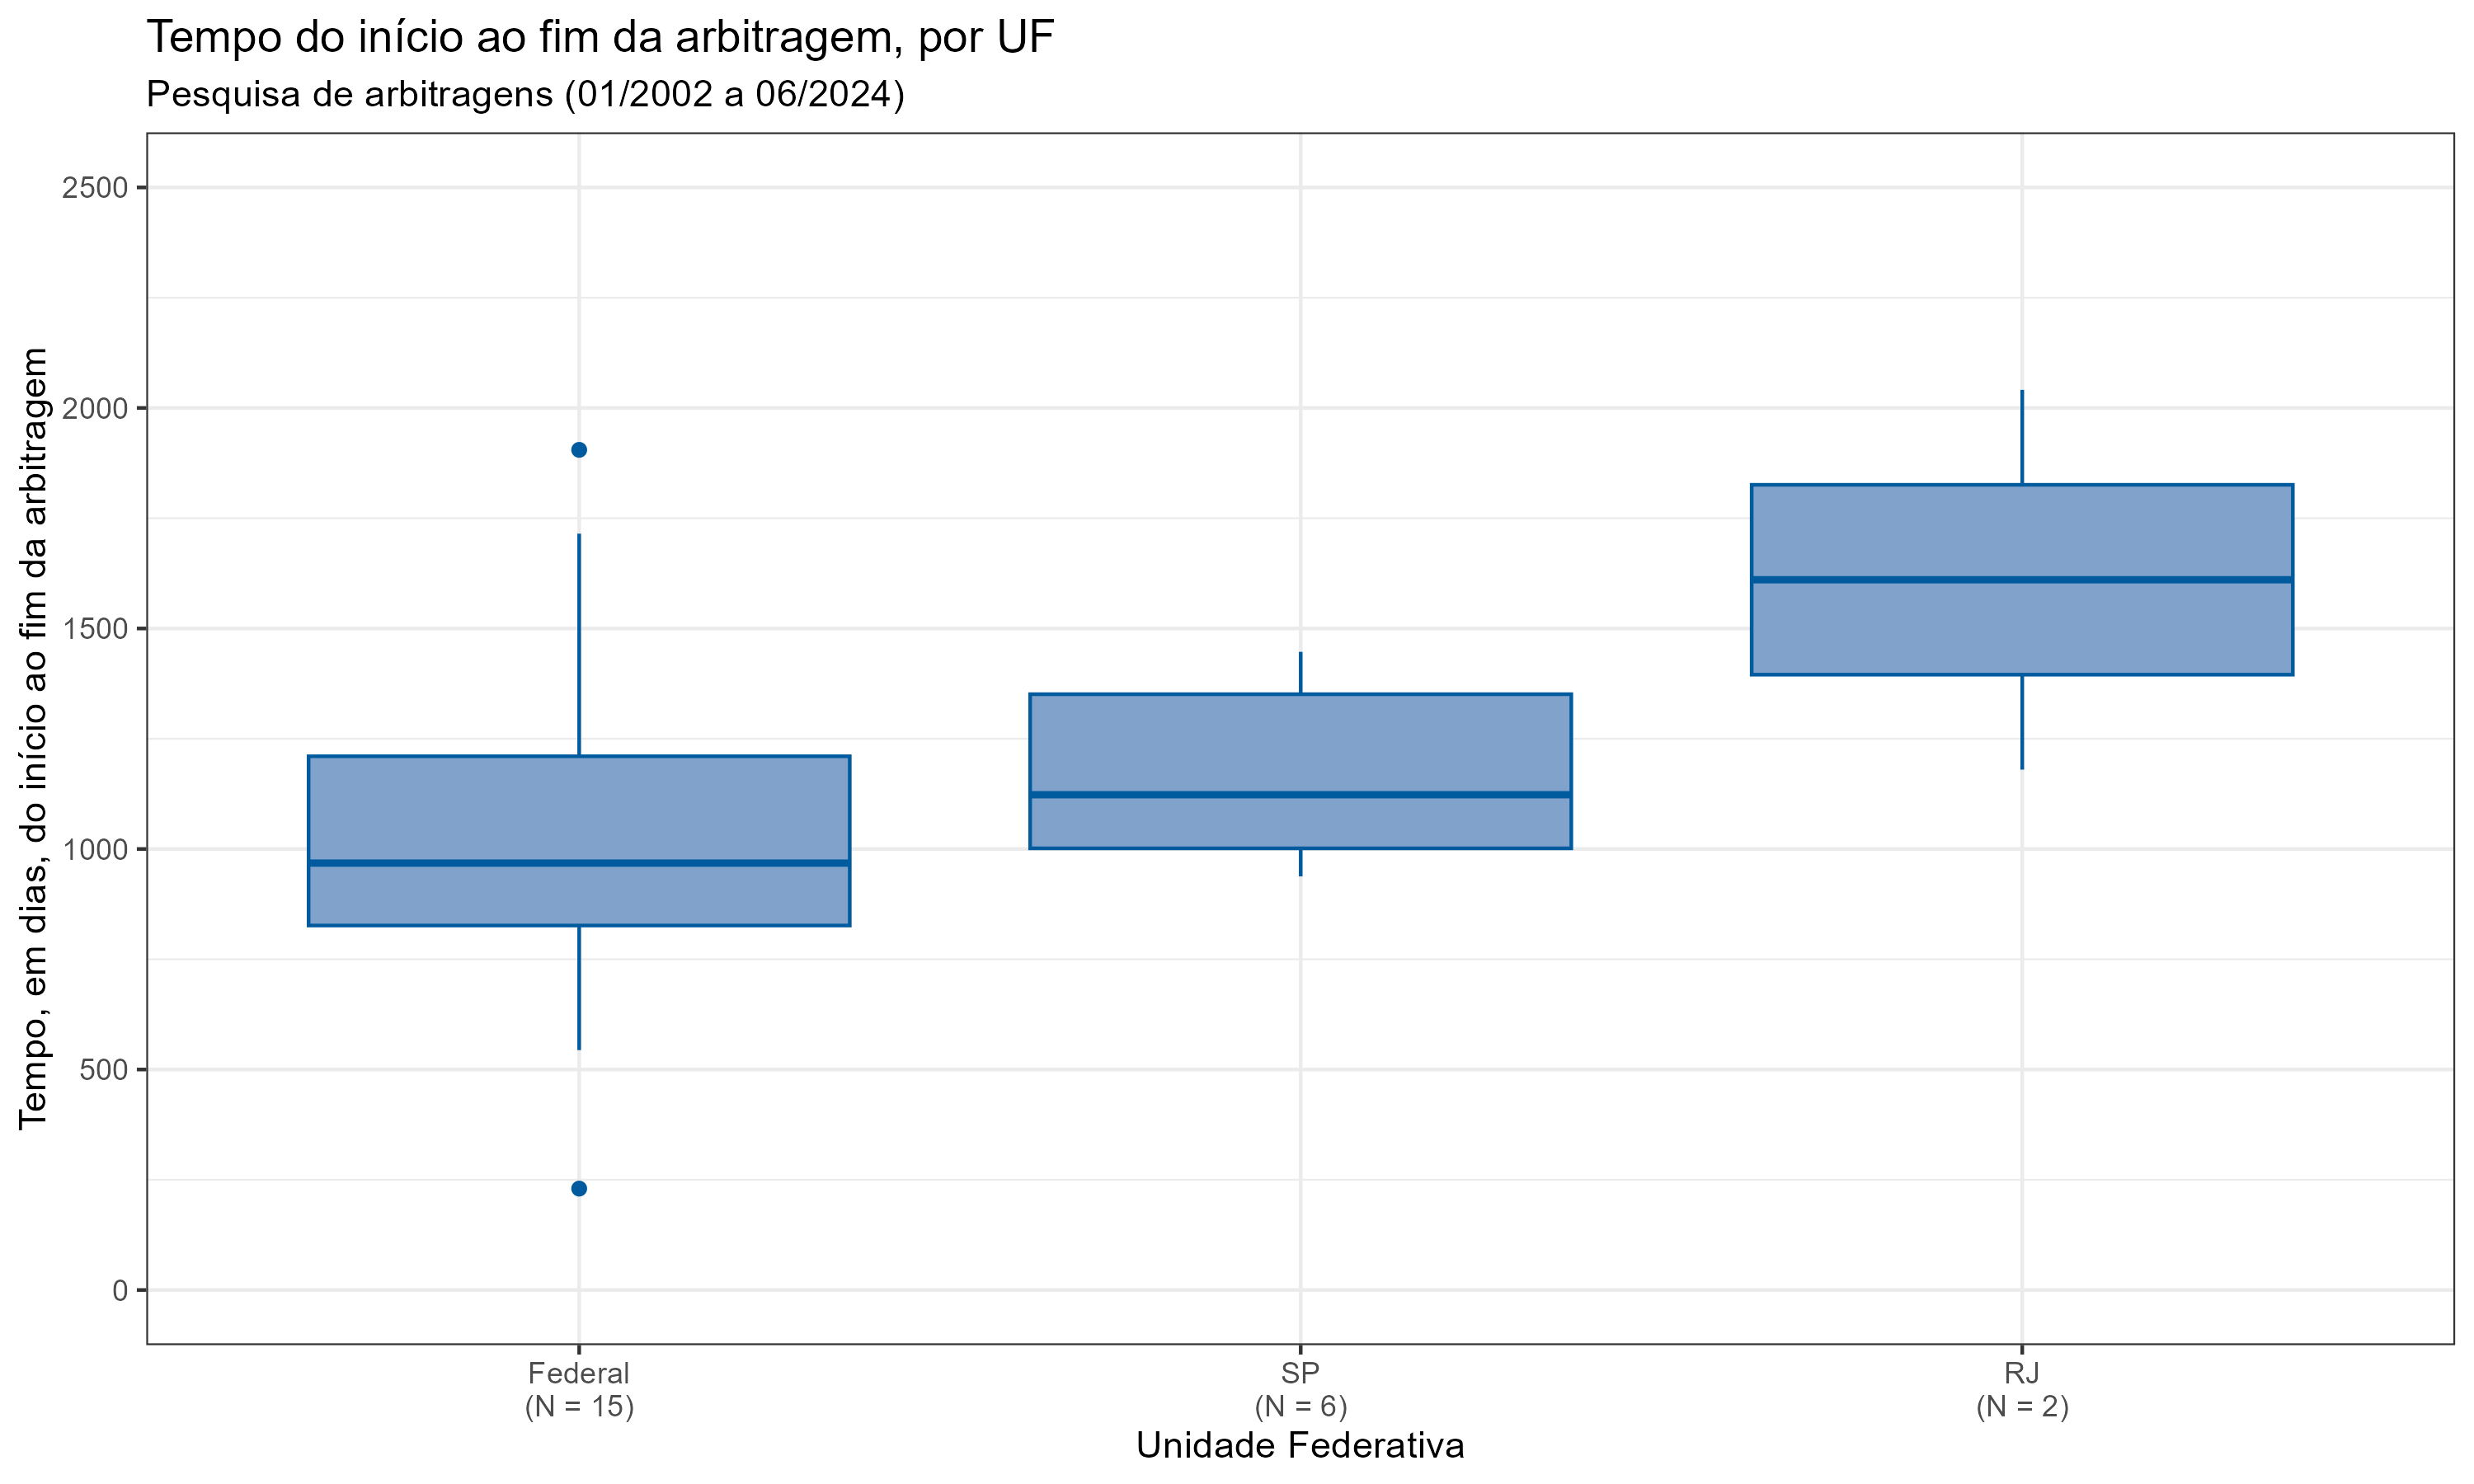 Tempo do início ao fim da arbitragem, por UF
Pesquisa de arbitragens (01/2002 a 06/2024)
Tempo, em dias, do início ao fim da arbitragem
2500
2000
1500
1000
500
0
Federal
(N = 15)
SP
(N = 6)
RJ
(N = 2)
Unidade Federativa